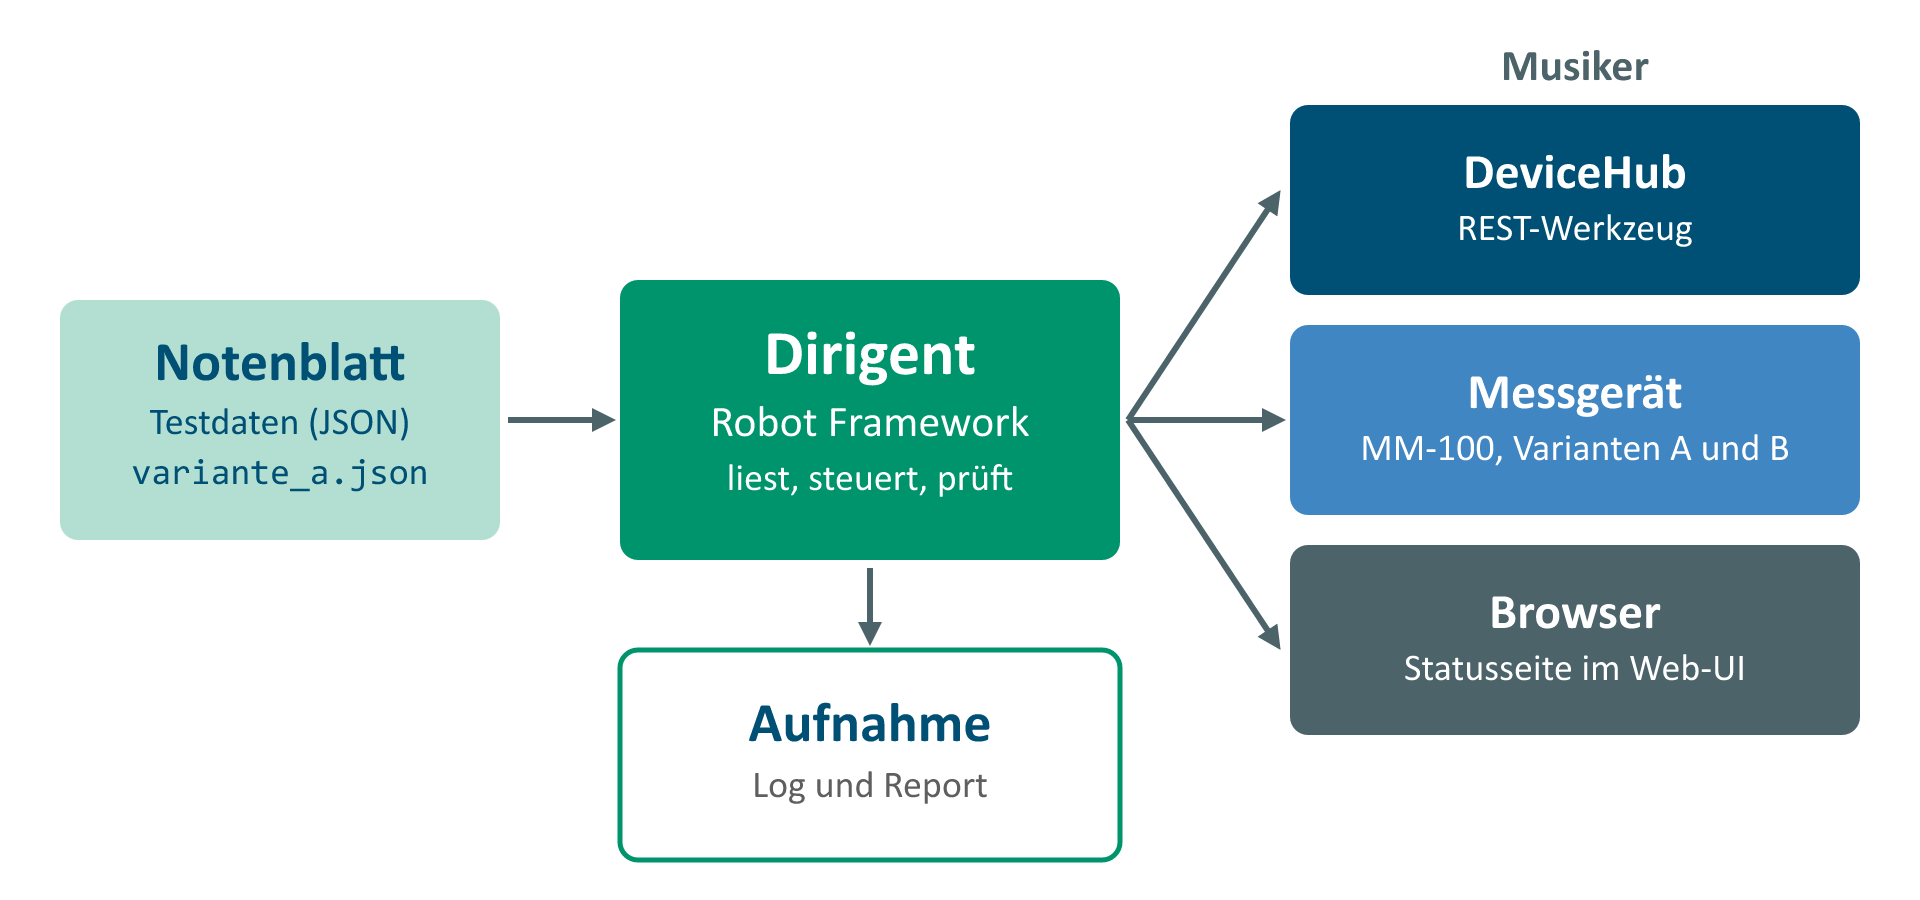 Notenblatt
Testdaten (JSON)
variante_a.json
Dirigent
Robot Framework
liest, steuert, prüft
Aufnahme
Log und Report
Musiker
DeviceHub
REST-Werkzeug
Messgerät
MM-100, Varianten A und B
Browser
Statusseite im Web-UI